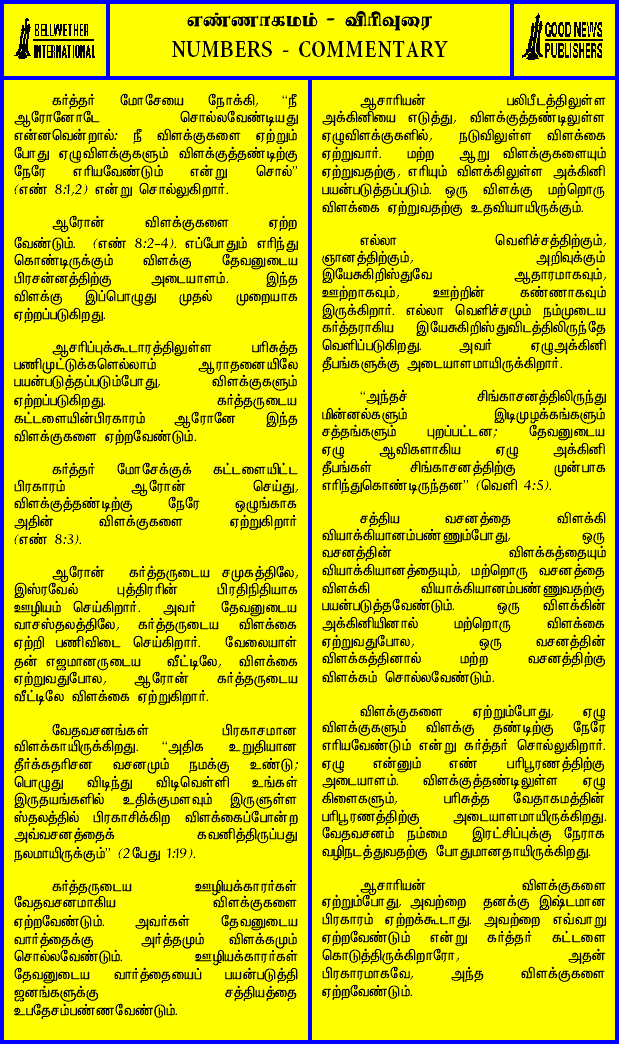 BELLWETHER
INTERNATIONAL
எண்ணாகமம் - விரிவுரை
NUMBERS - COMMENTARY
GOOD NEWS
PUBLISHERS
கர்த்தர் மோசேயை நோக்கி, "நீ
ஆரோனோடே சொல்லவேண்டியது
என்னவென்றால்: நீ விளக்குகளை ஏற்றும்
போது ஏழுவிளக்குகளும் விளக்குத்தண்டிற்கு
நேரே எரியவேண்டும் என்று சொல்"
(எண் 8:1,2) என்று சொல்லுகிறார்.
ஆரோன் விளக்குகளை ஏற்ற
வேண்டும். (எண் 8:2-4). எப்போதும் எரிந்து
கொண்டிருக்கும் விளக்கு தேவனுடைய
பிரசன்னத்திற்கு அடையாளம். இந்த
விளக்கு இப்பொழுது முதல் முறையாக
ஏற்றப்படுகிறது.
ஆசரிப்புக்கூடாரத்திலுள்ள பரிசுத்த
பணிமுட்டுக்களெல்லாம் ஆராதனையிலே
பயன்படுத்தப்படும்போது, விளக்குகளும்
ஏற்றப்படுகிறது. கர்த்தருடைய
கட்டளையின்பிரகாரம் ஆரோனே இந்த
விளக்குகளை ஏற்றவேண்டும்.
கர்த்தர் மோசேக்குக் கட்டளையிட்ட
பிரகாரம் ஆரோன் செய்து,
விளக்குத்தண்டிற்கு நேரே ஒழுங்காக
அதின் விளக்குகளை ஏற்றுகிறார்
(எண் 8:3).
ஆரோன் கர்த்தருடைய சமுகத்திலே,
இஸ்ரவேல் புத்திரரின் பிரதிநிதியாக
ஊழியம் செய்கிறார். அவர் தேவனுடைய
வாசஸ்தலத்திலே, கர்த்தருடைய விளக்கை
ஏற்றி பணிவிடை செய்கிறார். வேலையாள்
தன் எஜமானருடைய வீட்டிலே, விளக்கை
ஏற்றுவதுபோல, ஆரோன் கர்த்தருடைய
வீட்டிலே விளக்கை ஏற்றுகிறார்.
வேதவசனங்கள் பிரகாசமான
விளக்காயிருக்கிறது. "அதிக உறுதியான
தீர்க்கதரிசன வசனமும் நமக்கு உண்டு;
பொழுது விடிந்து விடிவெள்ளி உங்கள்
இருதயங்களில் உதிக்குமளவும் இருளுள்ள
ஸ்தலத்தில் பிரகாசிக்கிற விளக்கைப்போன்ற
அவ்வசனத்தைக் கவனித்திருப்பது
நலமாயிருக்கும்" (2பேது 1:19).
கர்த்தருடைய ஊழியக்காரர்கள்
வேதவசனமாகிய விளக்குகளை
ஏற்றவேண்டும். அவர்கள் தேவனுடைய
வார்த்தைக்கு அர்த்தமும் விளக்கமும்
சொல்லவேண்டும். ஊழியக்காரர்கள்
தேவனுடைய வார்த்தையைப் பயன்படுத்தி
ஜனங்களுக்கு சத்தியத்தை
உபதேசம்பண்ணவேண்டும்.
ஆசாரியன் பலிபீடத்திலுள்ள
அக்கினியை எடுத்து, விளக்குத்தண்டிலுள்ள
ஏழுவிளக்குகளில், நடுவிலுள்ள விளக்கை
ஏற்றுவார். மற்ற ஆறு விளக்குகளையும்
ஏற்றுவதற்கு, எரியும் விளக்கிலுள்ள அக்கினி
பயன்படுத்தப்படும். ஒரு விளக்கு மற்றொரு
விளக்கை ஏற்றுவதற்கு உதவியாயிருக்கும்.
எல்லா வெளிச்சத்திற்கும்,
ஞானத்திற்கும், அறிவுக்கும்
இயேசுகிறிஸ்துவே ஆதாரமாகவும்,
ஊற்றாகவும், ஊற்றின் கண்ணாகவும்
இருக்கிறார். எல்லா வெளிச்சமும் நம்முடைய
கர்த்தராகிய இயேசுகிறிஸ்துவிடத்திலிருந்தே
வெளிப்படுகிறது. அவர் ஏழுஅக்கினி
தீபங்களுக்கு அடையாளமாயிருக்கிறார்.
"அந்தச் சிங்காசனத்திலிருந்து
மின்னல்களும் இடிமுழக்கங்களும்
சத்தங்களும் புறப்பட்டன; தேவனுடைய
ஏழு ஆவிகளாகிய ஏழு அக்கினி
தீபங்கள் சிங்காசனத்திற்கு முன்பாக
எரிந்துகொண்டிருந்தன" (வெளி 4:5).
சத்திய வசனத்தை விளக்கி
வியாக்கியானம்பண்ணும்போது, ஒரு
வசனத்தின் விளக்கத்தையும்
வியாக்கியானத்தையும், மற்றொரு வசனத்தை
விளக்கி வியாக்கியானம்பண்ணுவதற்கு
பயன்படுத்தவேண்டும். ஒரு விளக்கின்
அக்கினியினால் மற்றொரு விளக்கை
ஏற்றுவதுபோல, ஒரு வசனத்தின்
விளக்கத்தினால் மற்ற வசனத்திற்கு
விளக்கம் சொல்லவேண்டும்.
விளக்குகளை ஏற்றும்போது, ஏழு
விளக்குகளும் விளக்கு தண்டிற்கு நேரே
எரியவேண்டும் என்று கர்த்தர் சொல்லுகிறார்.
ஏழு என்னும் எண் பரிபூரணத்திற்கு
அடையாளம். விளக்குத்தண்டிலுள்ள ஏழு
கிளைகளும், பரிசுத்த வேதாகமத்தின்
பரிபூரணத்திற்கு அடையாளமாயிருக்கிறது.
வேதவசனம் நம்மை இரட்சிப்புக்கு நேராக
வழிநடத்துவதற்கு போதுமானதாயிருக்கிறது.
ஆசாரியன் விளக்குகளை
ஏற்றும்போது, அவற்றை தனக்கு இஷ்டமான
பிரகாரம் ஏற்றக்கூடாது. அவற்றை எவ்வாறு
ஏற்றவேண்டும் என்று கர்த்தர் கட்டளை
கொடுத்திருக்கிறாரோ, அதன்
பிரகாரமாகவே, அந்த விளக்குகளை
ஏற்றவேண்டும்.